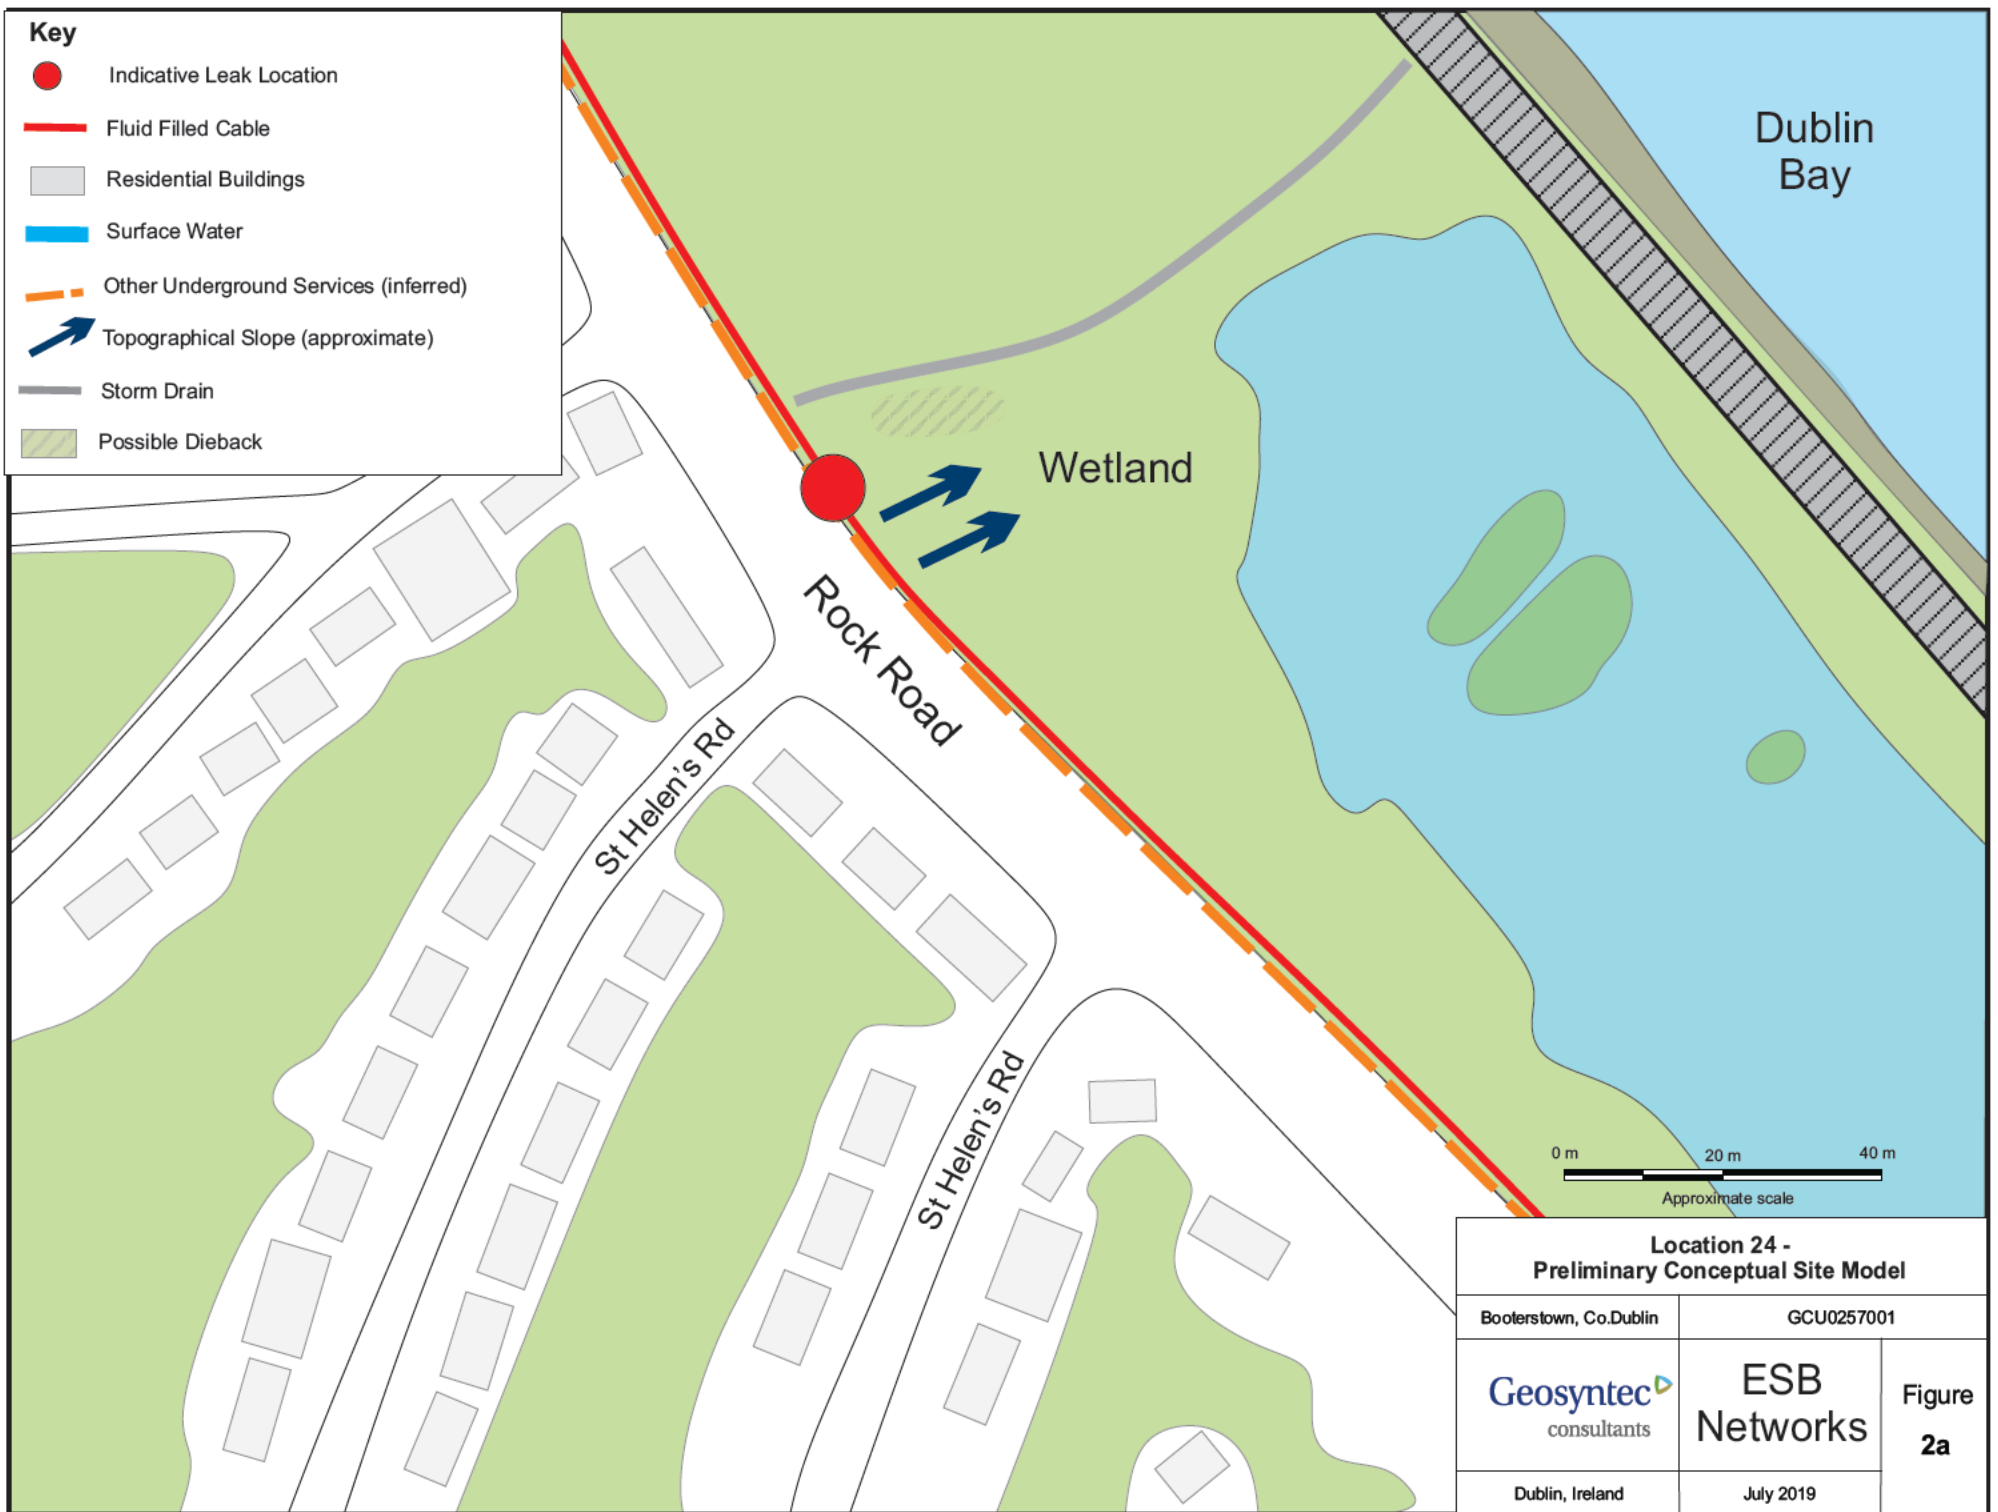 Key
Indicative Leak Location
Fluid Filled Cable
Residential Buildings
Surface Water
Other Underground Services (inferred)
Topographical Slope (approximate)
Storm Drain
Possible Dieback
Dublin
Bay
Wetland
Rock Road
St Helen's Rd
St Helen's Rd
0 m 20 m 40 m
Approximate scale
Location 24 -
Preliminary Conceptual Site Model
Booterstown, Co.Dublin
GCU0257001
Geosyntec
consultants
ESB
Networks
Figure
2a
Dublin, Ireland
July 2019